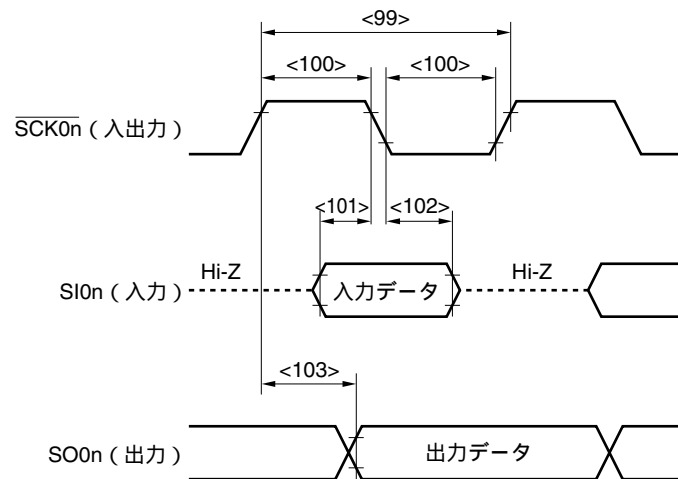 <99>
<100> <100>
SCK0n（入出力）
<101> <102>
Hi-Z Hi-Z
SI0n（入力） 入力データ
<103>
SO0n（出力） 出力データ